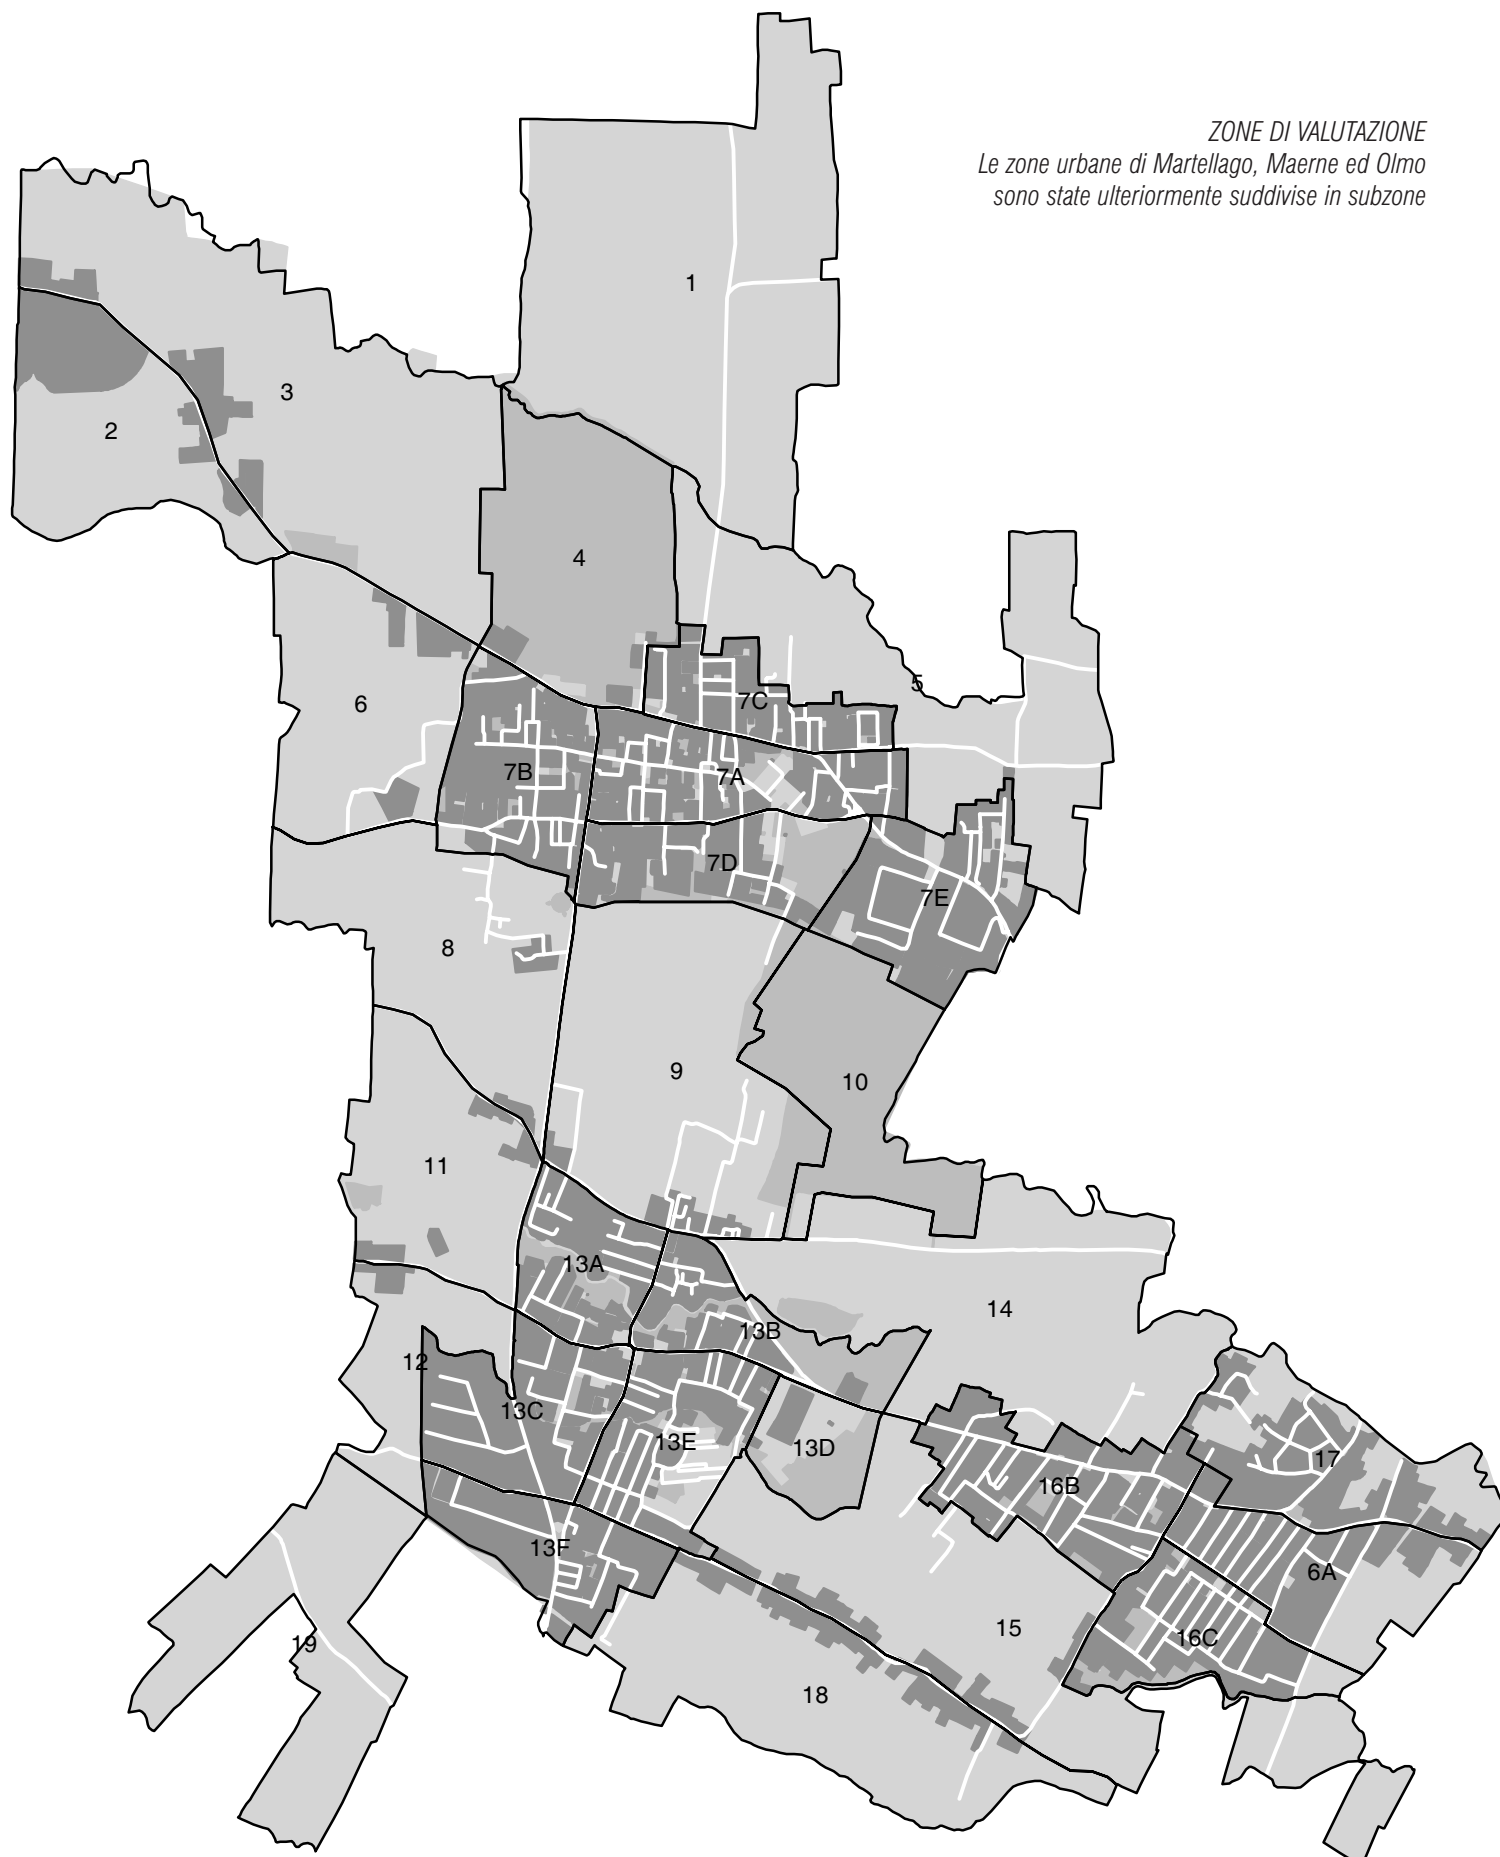 ZONE DI VALUTAZIONE
Le zone urbane di Martellago, Maerne ed Olmo
sono state ulteriormente suddivise in subzone
1
3
2
4
5
6
7C
7B
7A
7D
7E
8
9
10
11
13A
14
13B
12
13C
13E
13D
17
16B
13F
6A
15
16C
19
18